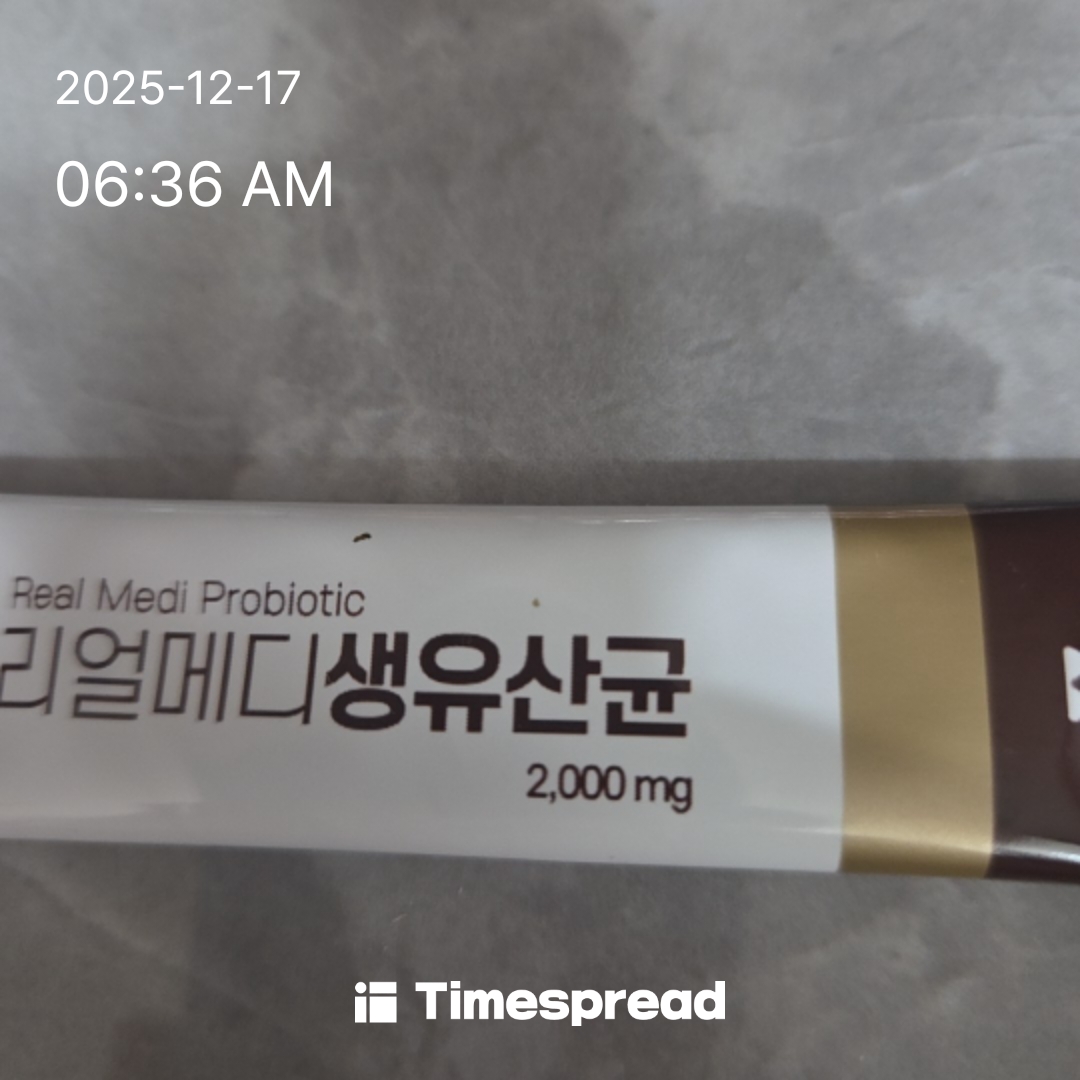 2025-12-17
06:36 AM
Real Medi Probiotic
리얼메디생유산균
2,000 mg
Timespread